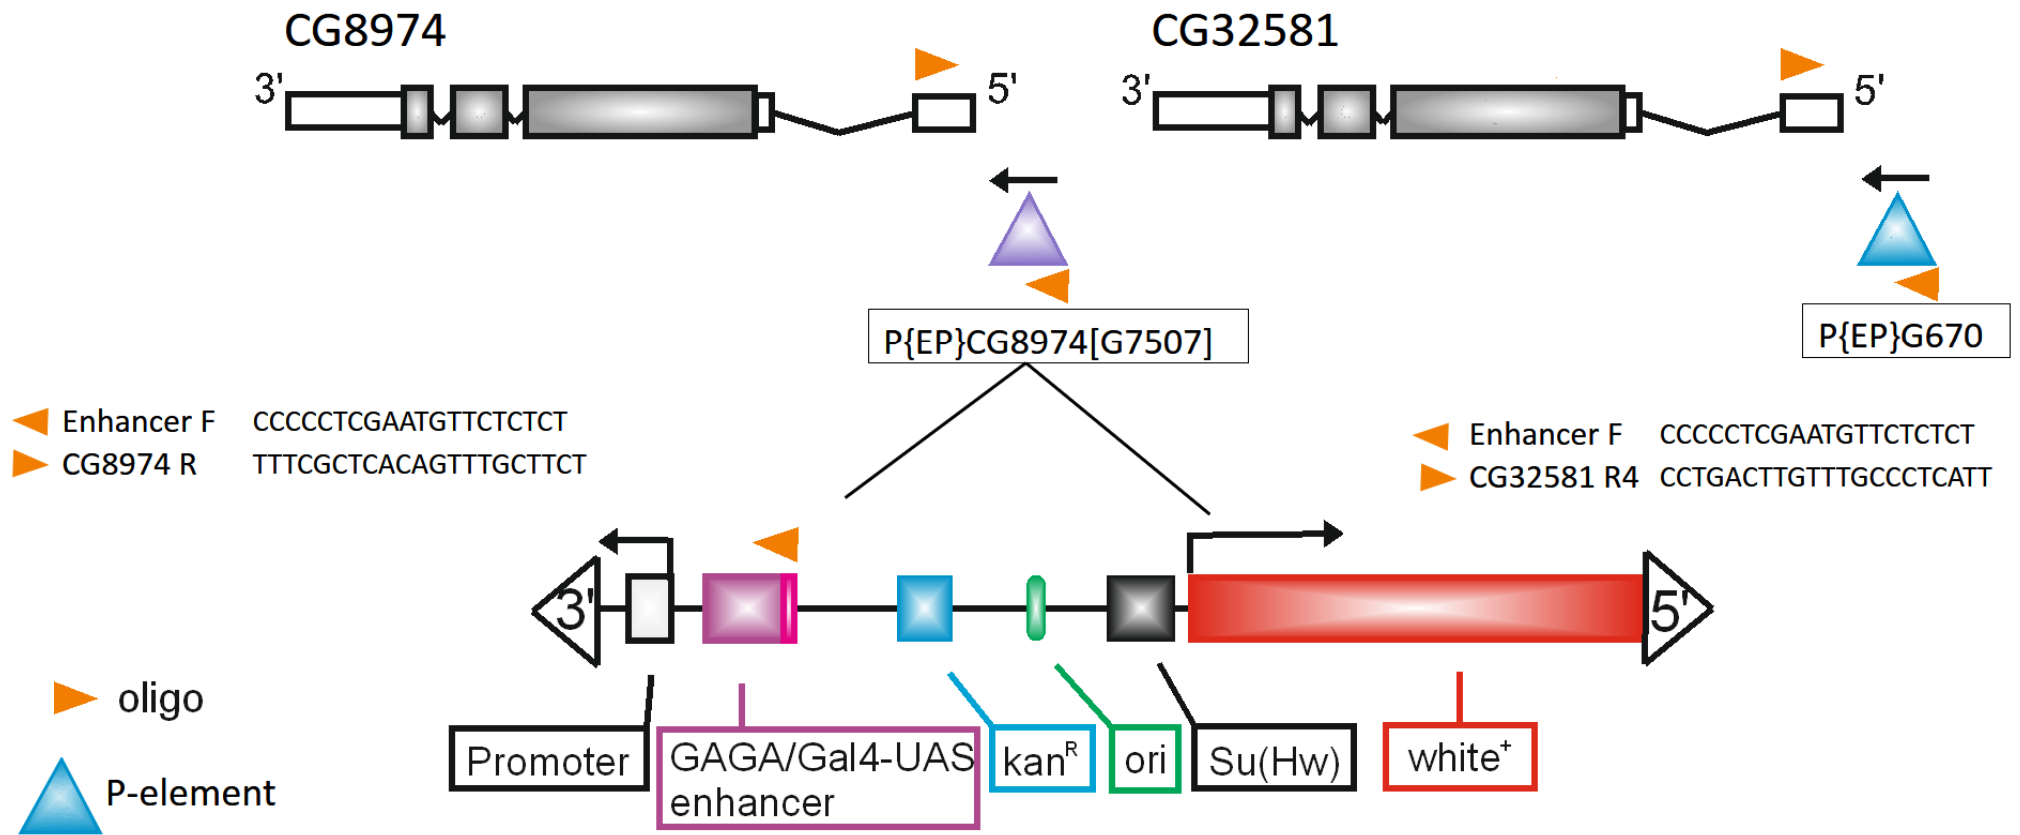 CG8974
CG32581
3'
5'
3'
5'
P{EP}CG8974[G7507]
P{EP}G670
Enhancer F CCCCCTCGAATGTTCTCTCT
CG8974 R TTTCGCTCACAGTTTGCTTCT
Enhancer F CCCCCTCGAATGTTCTCTCT
CG32581 R4 CCTGACTTGTTTGCCCTCATT
3'
5'
oligo
P-element
Promoter
GAGA/Gal4-UAS
enhancer
kanᴿ
ori
Su(Hw)
white⁺